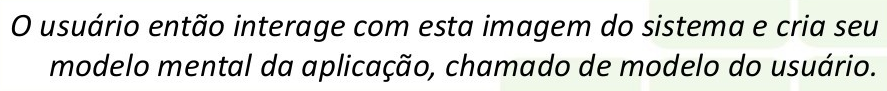 O usuário então interage com esta imagem do sistema e cria seu
modelo mental da aplicação, chamado de modelo do usuário.